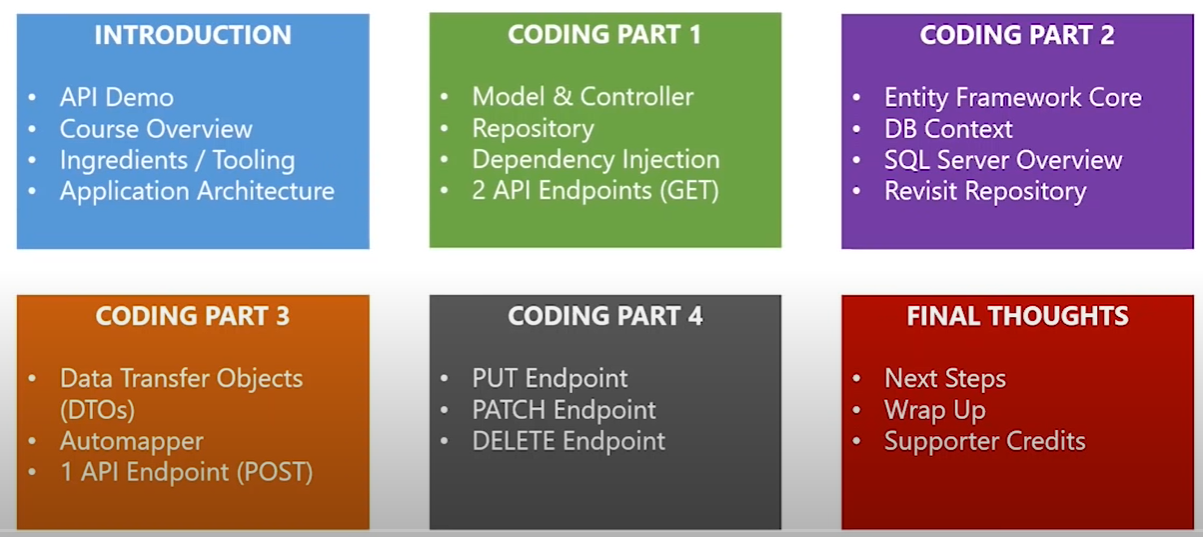 INTRODUCTION
• API Demo
• Course Overview
• Ingredients / Tooling
• Application Architecture
CODING PART 1
• Model & Controller
• Repository
• Dependency Injection
• 2 API Endpoints (GET)
CODING PART 2
• Entity Framework Core
• DB Context
• SQL Server Overview
• Revisit Repository
CODING PART 3
• Data Transfer Objects
(DTOs)
• Automapper
• 1 API Endpoint (POST)
CODING PART 4
• PUT Endpoint
• PATCH Endpoint
• DELETE Endpoint
FINAL THOUGHTS
• Next Steps
• Wrap Up
• Supporter Credits